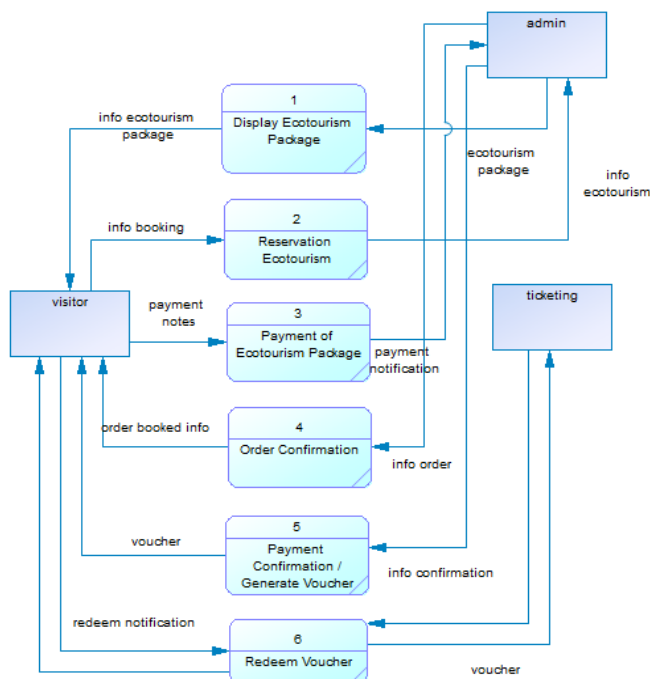 admin
1
Display Ecotourism
Package
info ecotourism
package
ecotourism
package
info
ecotourism
2
Reservation
Ecotourism
info booking
visitor
ticketing
payment
notes
3
Payment of
Ecotourism Package
payment
notification
4
Order Confirmation
order booked info
info order
5
Payment
Confirmation /
Generate Voucher
voucher
info confirmation
6
Redeem Voucher
redeem notification
voucher